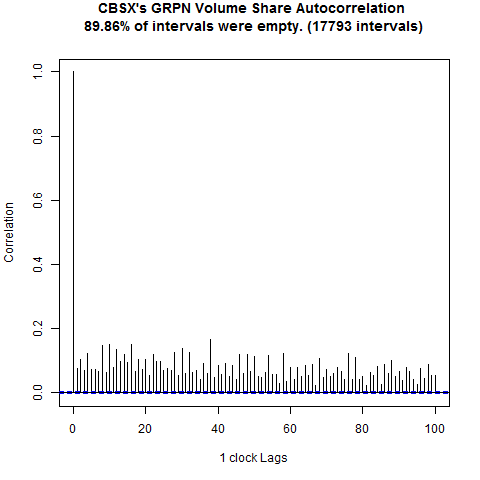 CBSX's GRPN Volume Share Autocorrelation
89.86% of intervals were empty. (17793 intervals)
Correlation
1.0
0.8
0.6
0.4
0.2
0.0
0 20 40 60 80 100
1 clock Lags